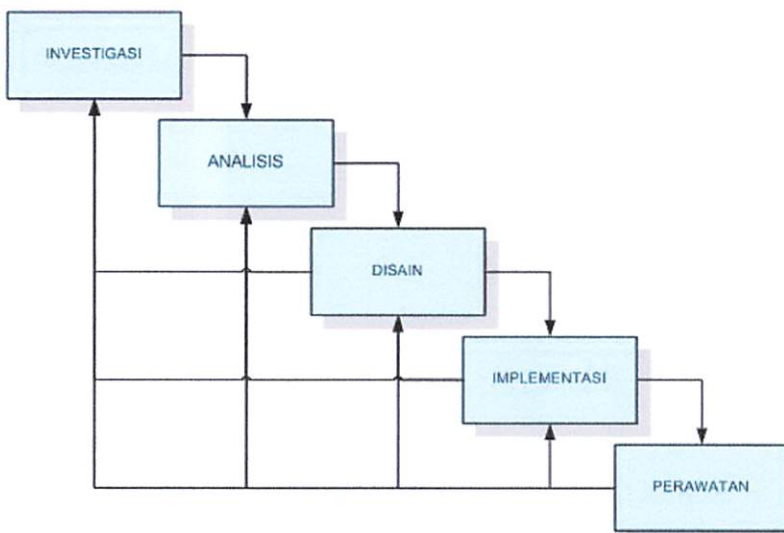 INVESTIGASI
ANALISIS
DISAIN
IMPLEMENTASI
PERAWATAN